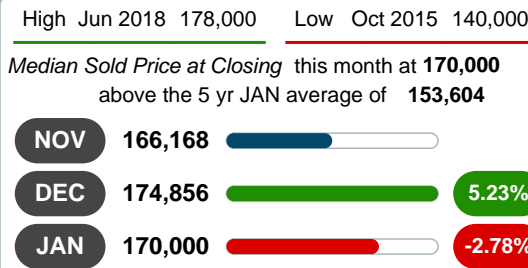 High Jun 2018 178,000 Low Oct 2015 140,000
Median Sold Price at Closing this month at 170,000
above the 5 yr JAN average of 153,604
NOV 166,168
DEC 174,856 5.23%
JAN 170,000 -2.78%